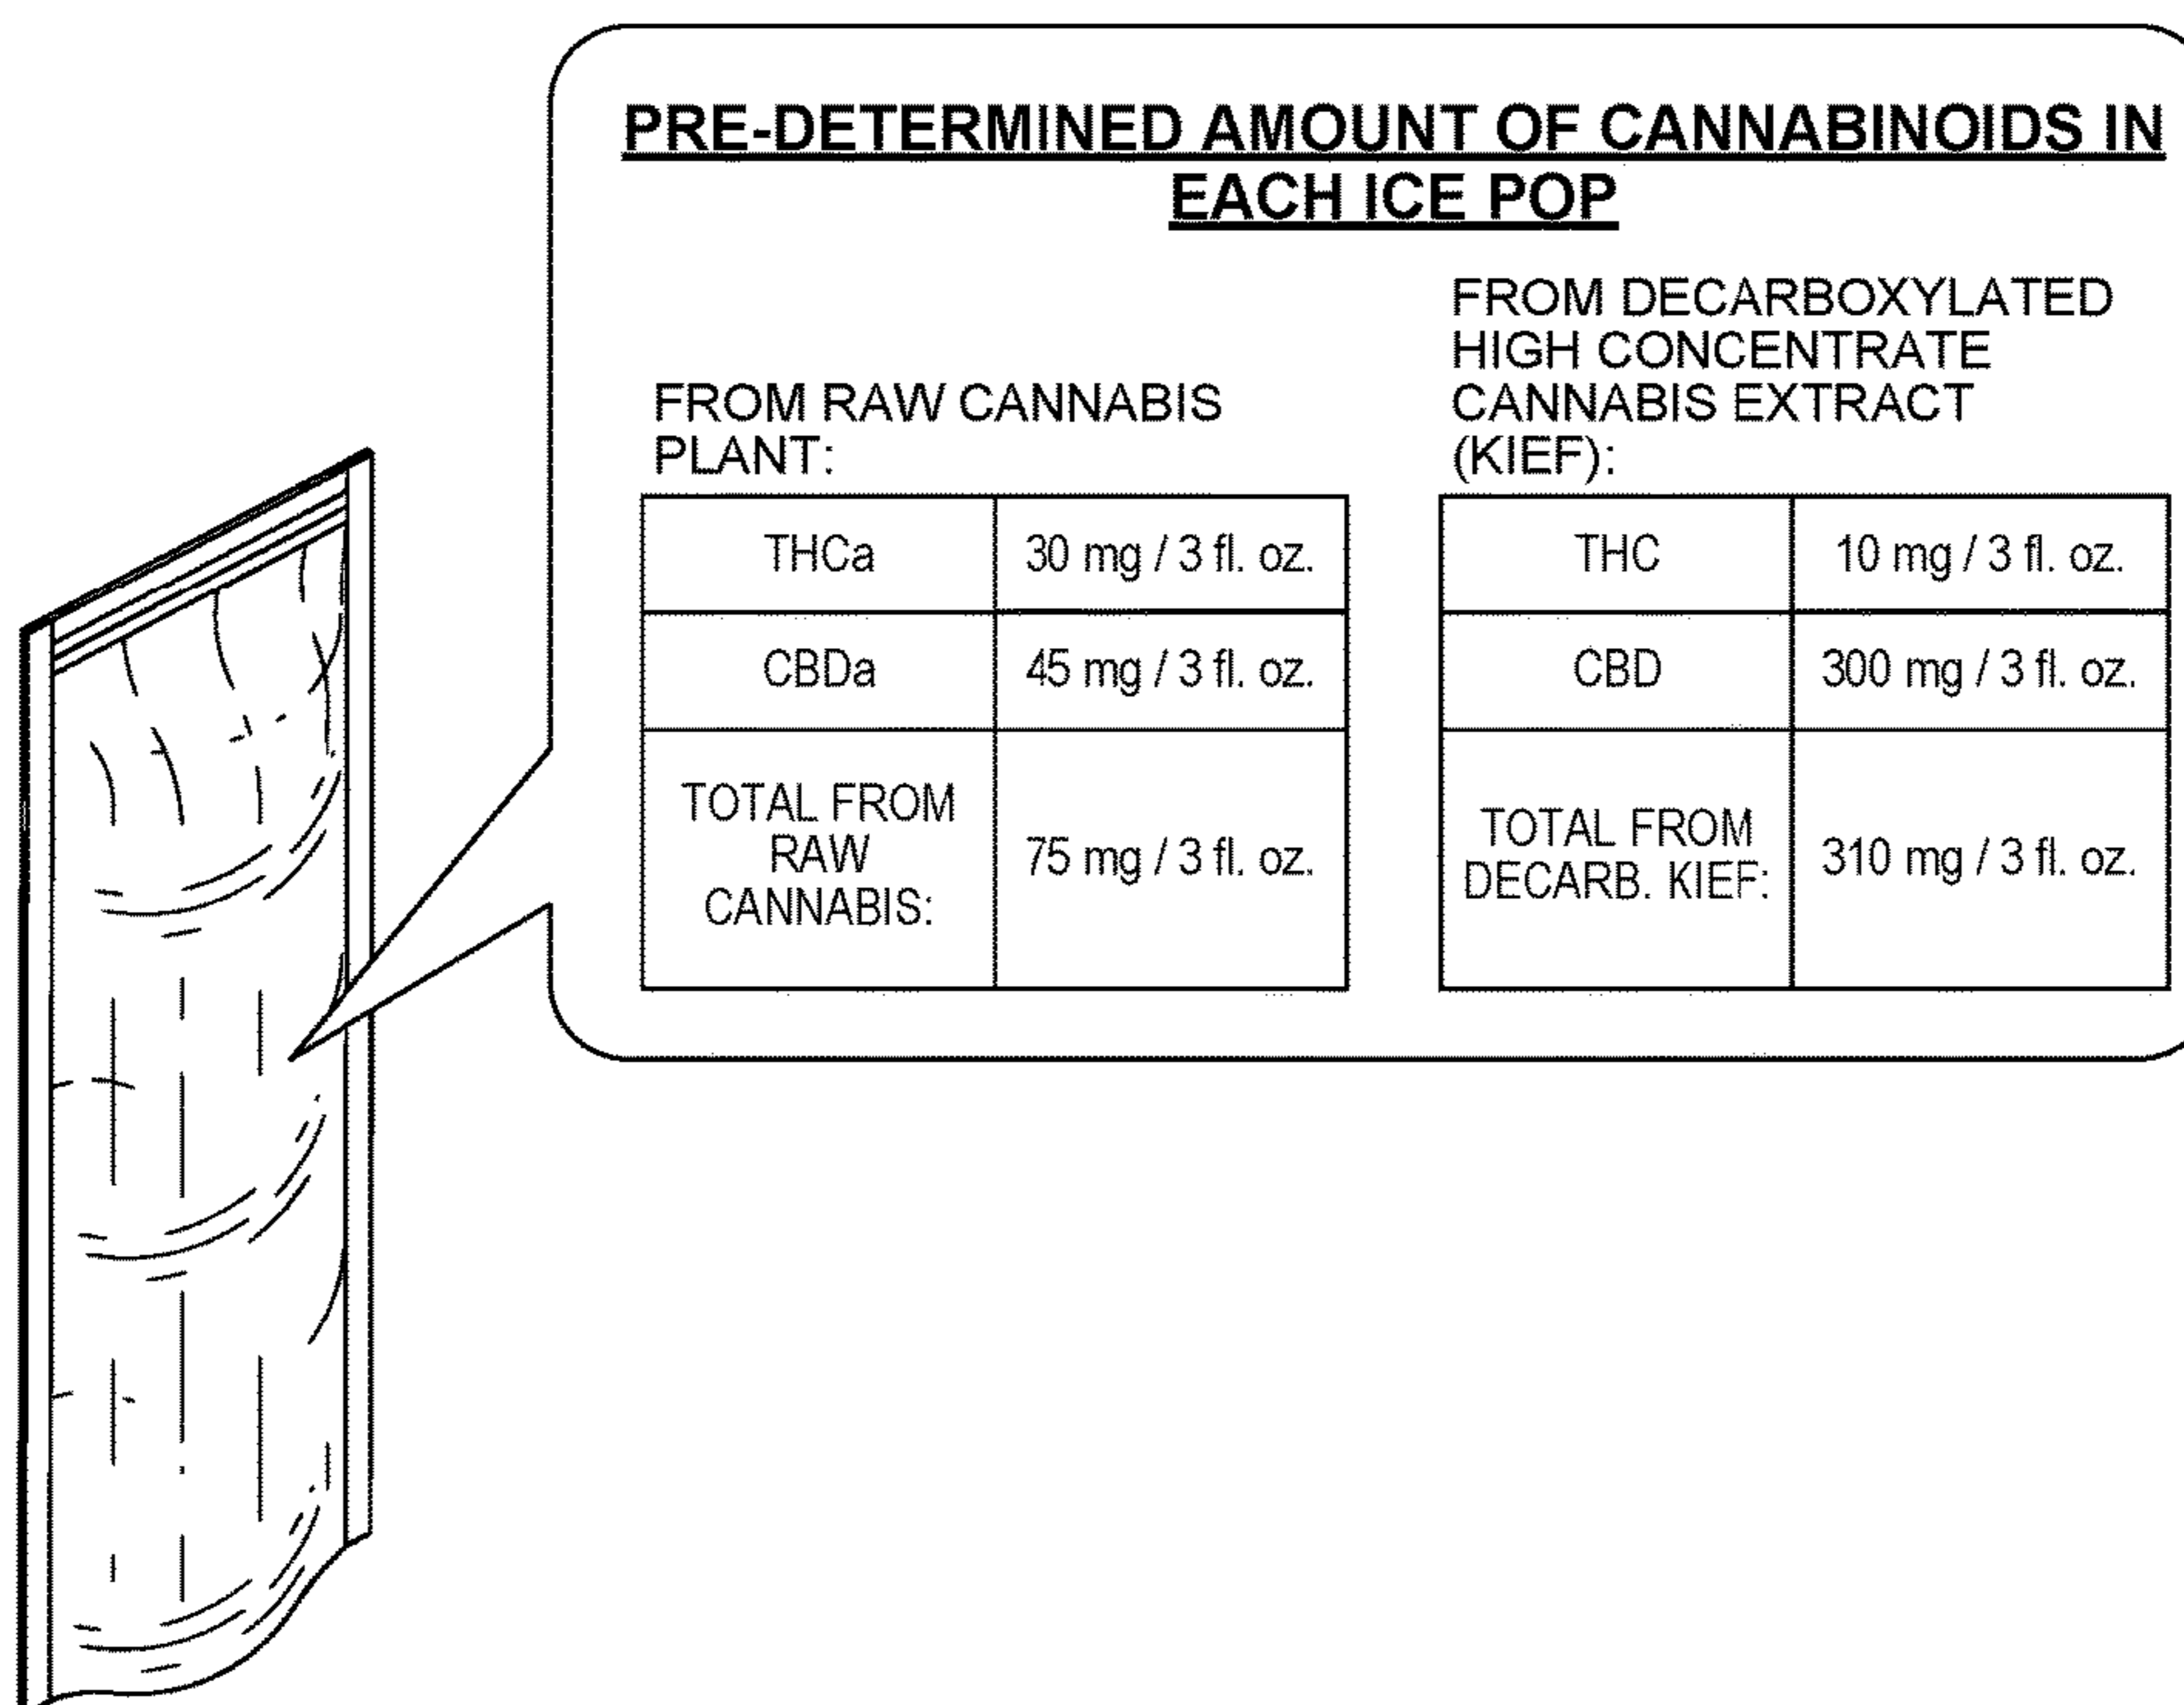 PRE-DETERMINED AMOUNT OF CANNABINOIDS IN
EACH ICE POP
FROM RAW CANNABIS
PLANT:
THCa 30 mg / 3 fl. oz.
CBDa 45 mg / 3 fl. oz.
TOTAL FROM
RAW
CANNABIS:
75 mg / 3 fl. oz.
FROM DECARBOXYLATED
HIGH CONCENTRATE
CANNABIS EXTRACT
(KIEF):
THC 10 mg / 3 fl. oz.
CBD 300 mg / 3 fl. oz.
TOTAL FROM
DECARB. KIEF:
310 mg / 3 fl. oz.